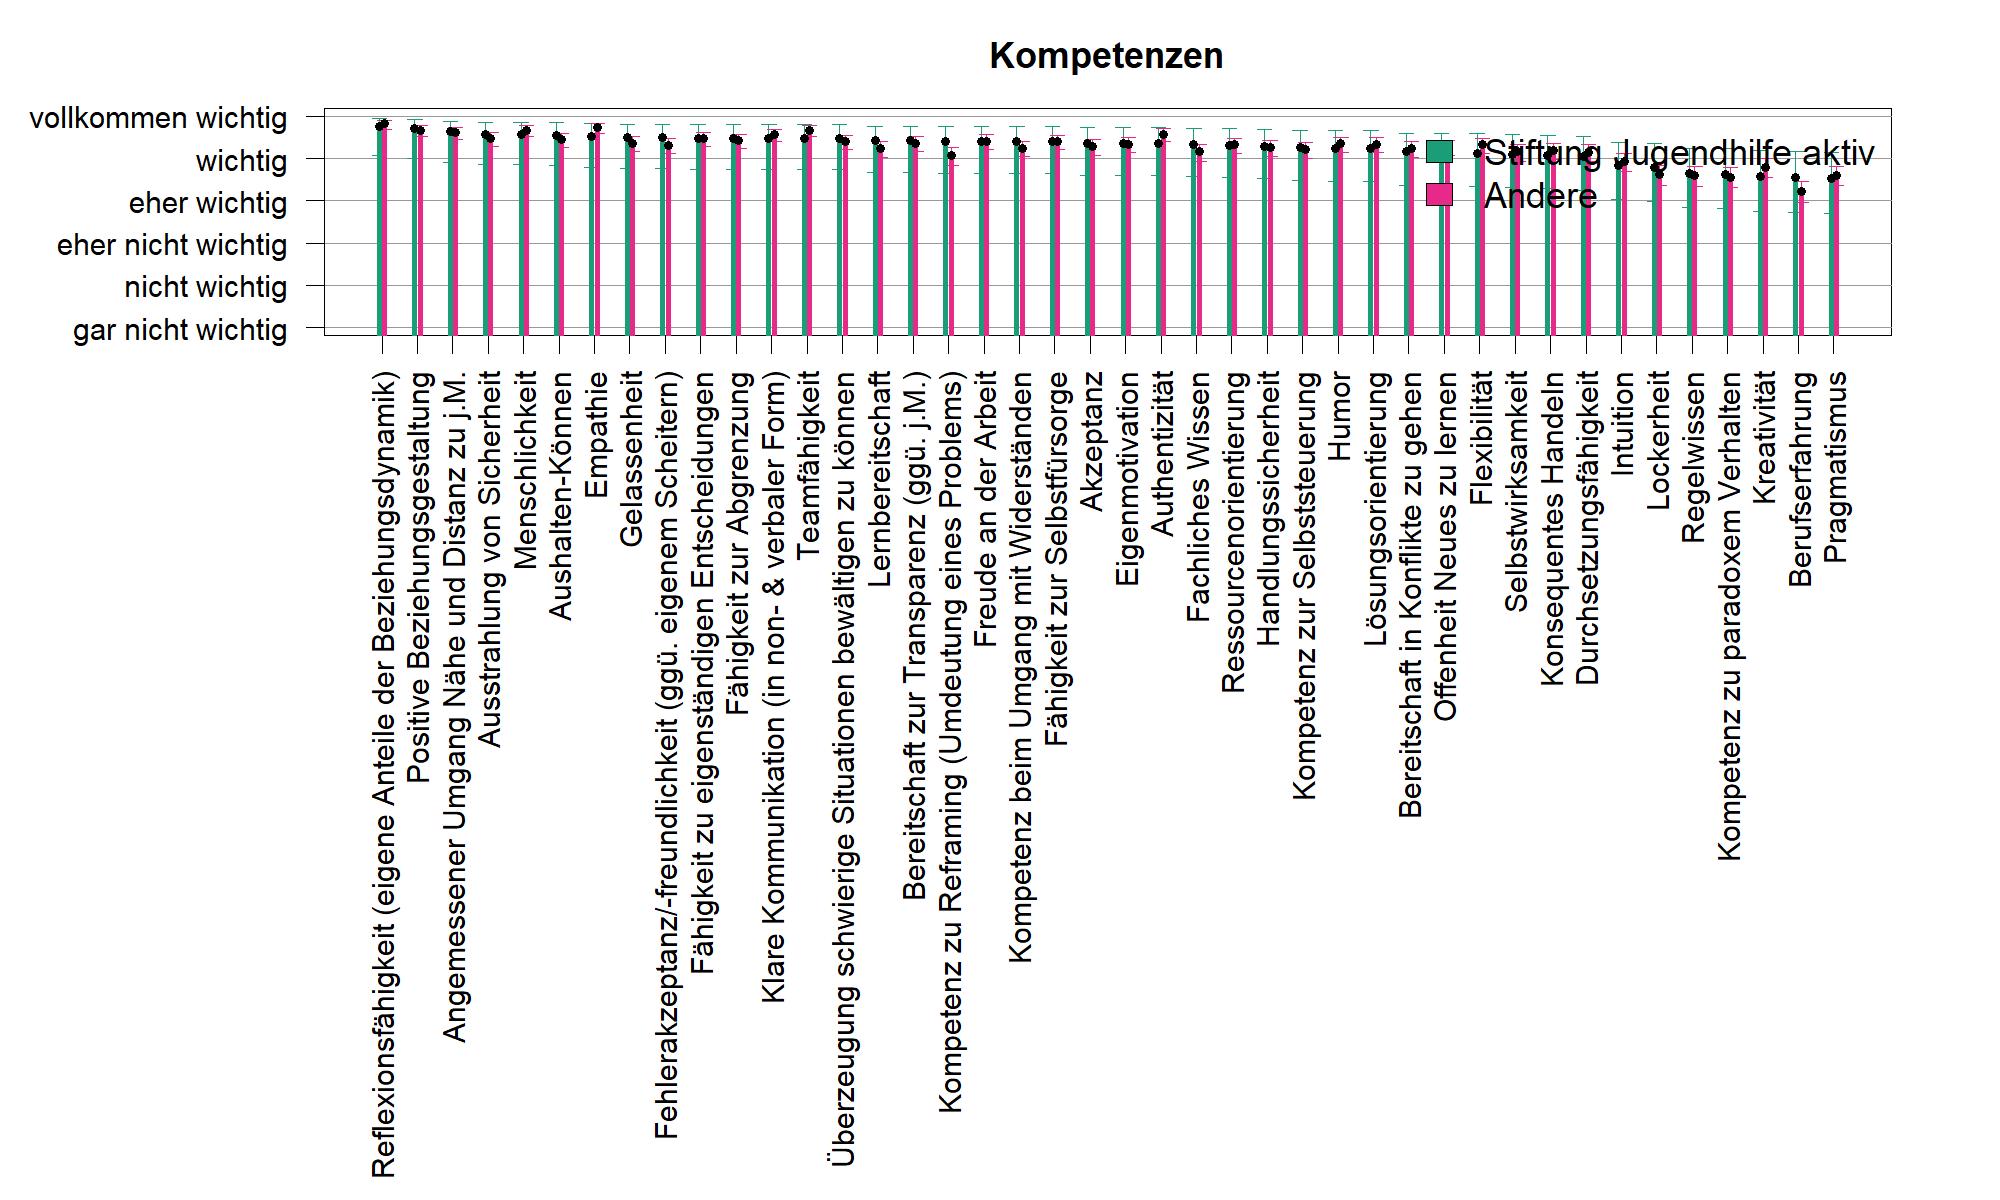 Kompetenzen
vollkommen wichtig
wichtig
eher wichtig
eher nicht wichtig
nicht wichtig
gar nicht wichtig
Stiftung Jugendhilfe aktiv
Andere
Reflexionsfähigkeit (eigene Anteile der Beziehungsdynamik)
Positive Beziehungsgestaltung
Angemessener Umgang Nähe und Distanz zu j.M.
Ausstrahlung von Sicherheit
Menschlichkeit
Aushalten-Können
Empathie
Gelassenheit
Fehlerakzeptanz/-freundlichkeit (ggü. eigenem Scheitern)
Fähigkeit zu eigenständigen Entscheidungen
Fähigkeit zur Abgrenzung
Klare Kommunikation (in non- & verbaler Form)
Teamfähigkeit
Überzeugung schwierige Situationen bewältigen zu können
Lernbereitschaft
Bereitschaft zur Transparenz (ggü. j.M.)
Kompetenz zu Reframing (Umdeutung eines Problems)
Freude an der Arbeit
Kompetenz beim Umgang mit Widerständen
Fähigkeit zur Selbstfürsorge
Akzeptanz
Eigenmotivation
Authentizität
Fachliches Wissen
Ressourcenorientierung
Handlungssicherheit
Kompetenz zur Selbststeuerung
Humor
Lösungsorientierung
Bereitschaft in Konflikte zu gehen
Offenheit Neues zu lernen
Flexibilität
Selbstwirksamkeit
Konsequentes Handeln
Durchsetzungsfähigkeit
Intuition
Lockerheit
Regelwissen
Kompetenz zu paradoxem Verhalten
Kreativität
Berufserfahrung
Pragmatismus